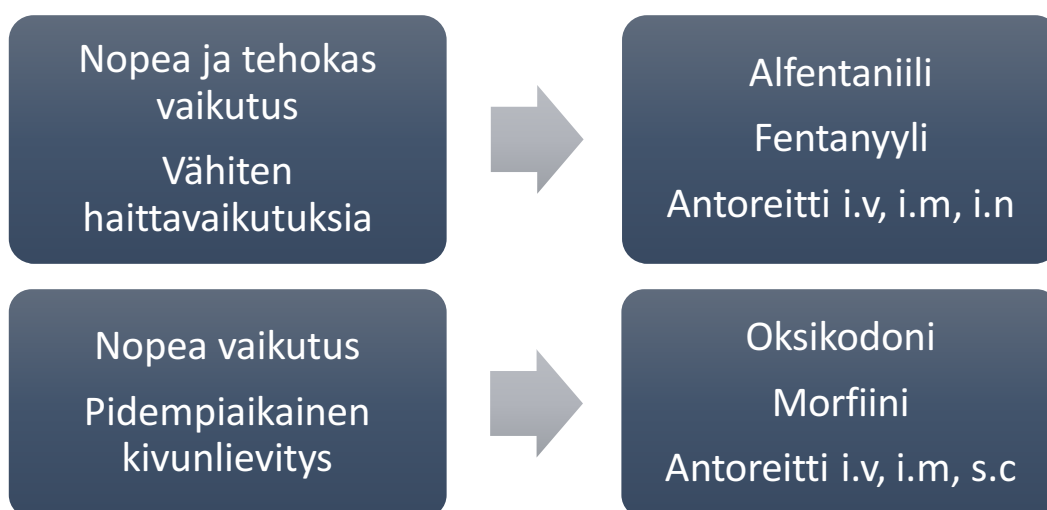 Nopea ja tehokas
vaikutus
Vähiten
haittavaikutuksia
Alfentaniili
Fentanyyli
Antoreitti i.v, i.m, i.n
Nopea vaikutus
Pidempiaikainen
kivunlievitys
Oksikodoni
Morfiini
Antoreitti i.v, i.m, s.c